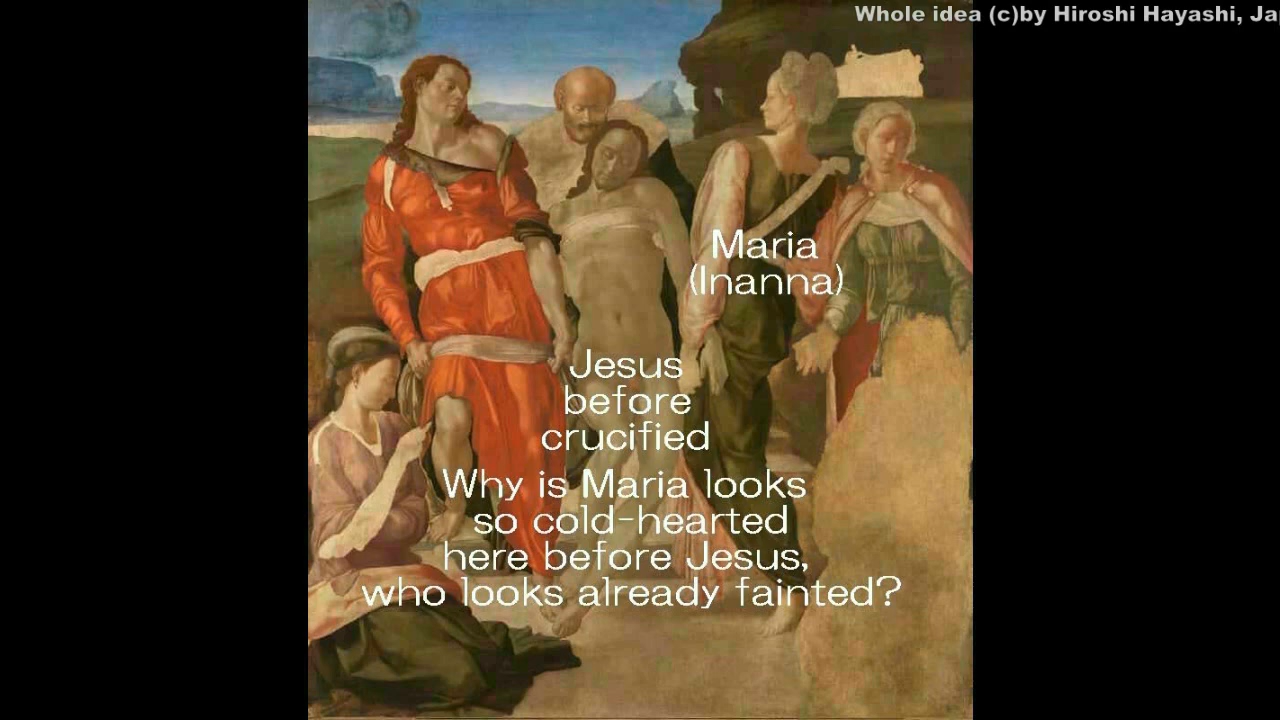 Whole idea (c)by Hiroshi Hayashi, Ja
Maria
(Inanna)
Jesus
before
crucified
Why is Maria looks
so cold-hearted
here before Jesus,
who looks already fainted?